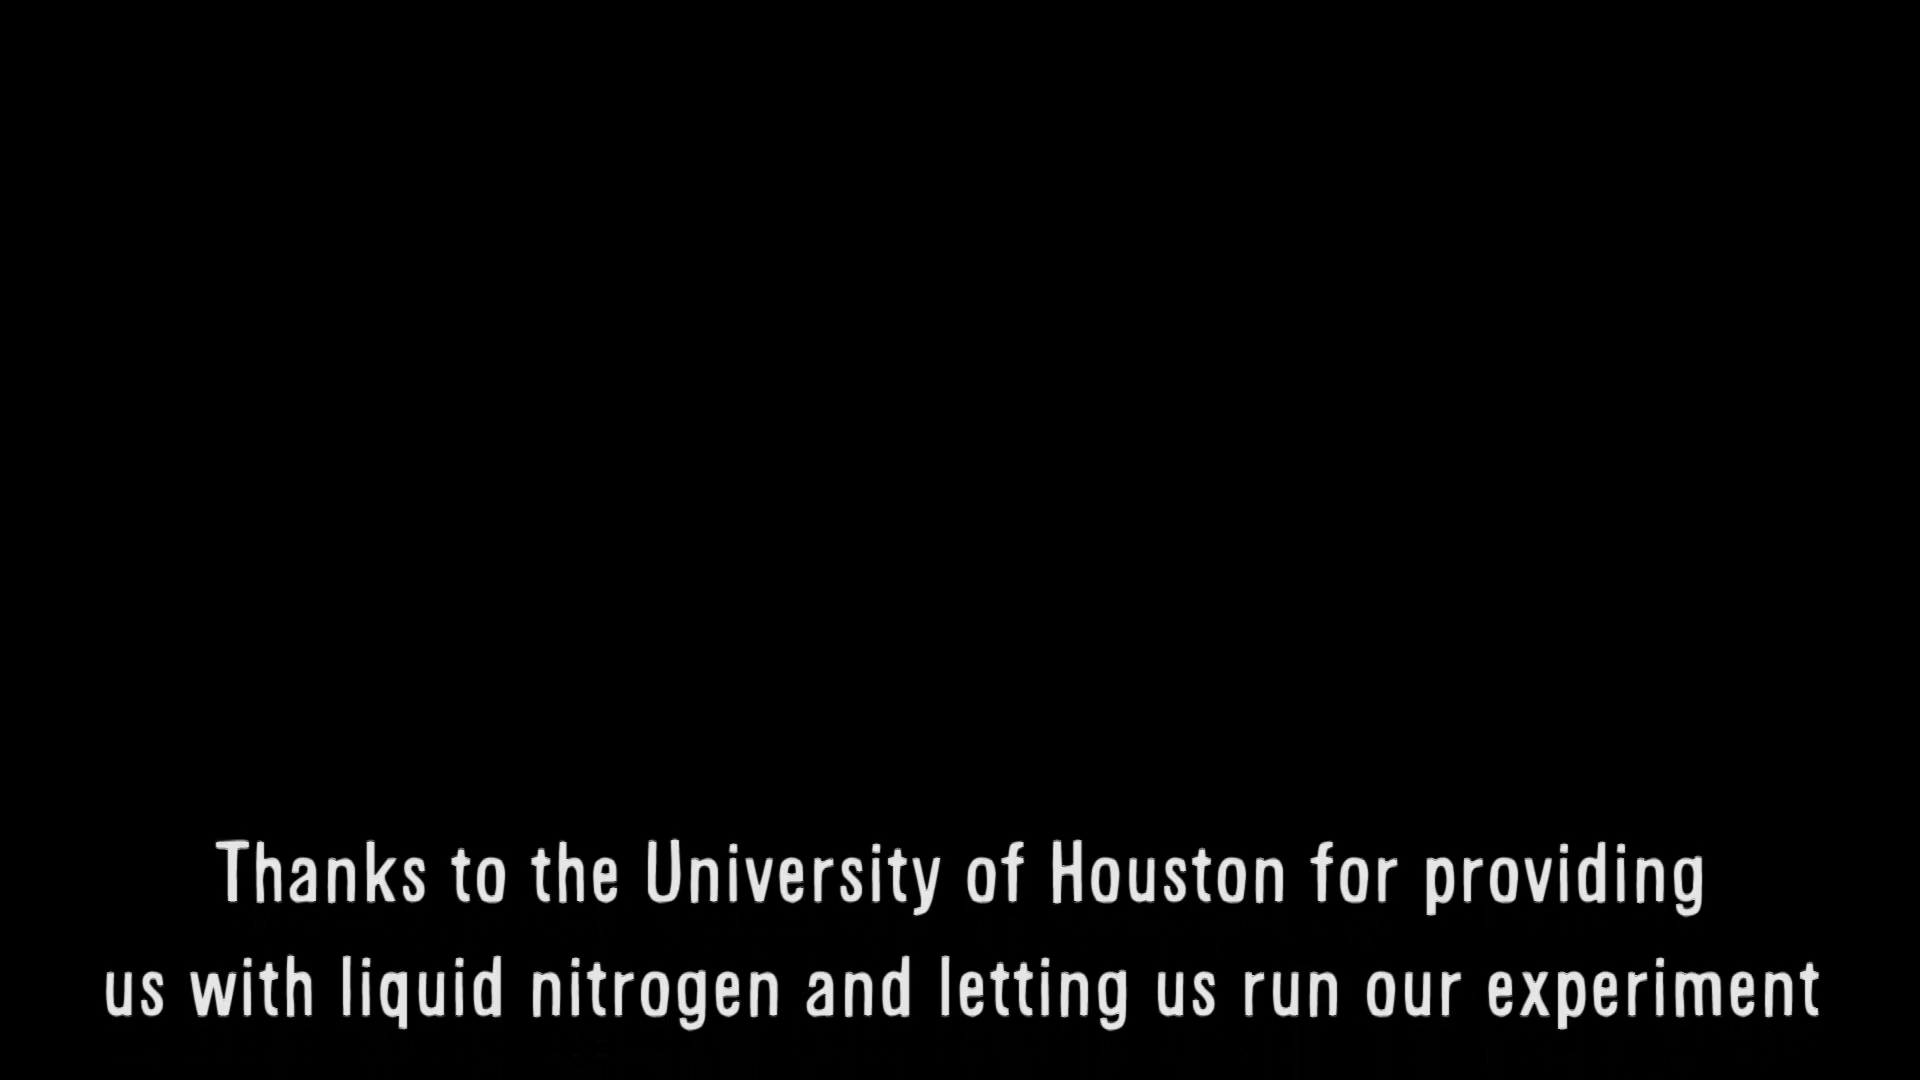 Thanks to the University of Houston for providing
us with liquid nitrogen and letting us run our experiment